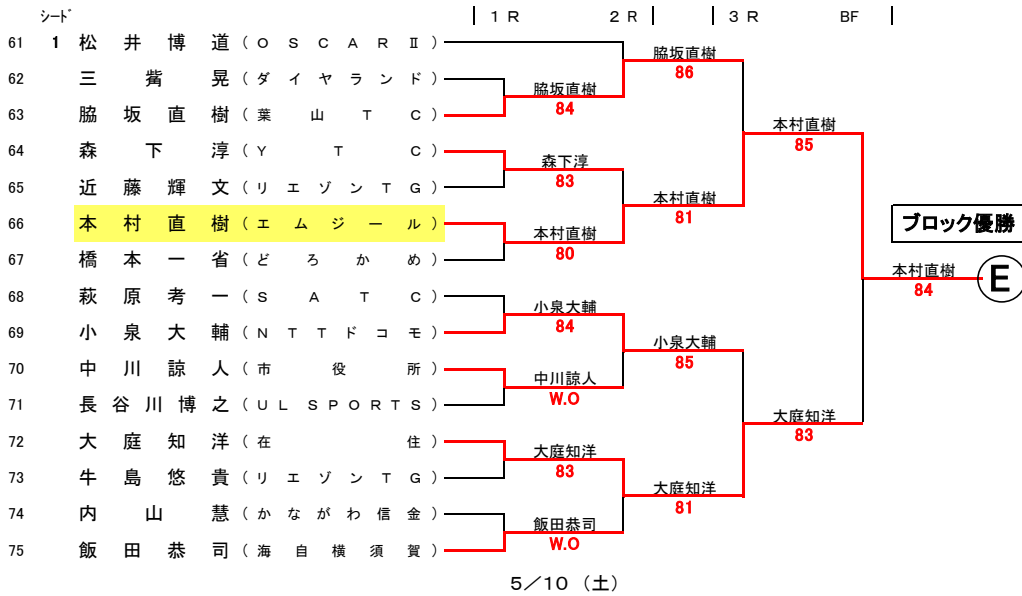 シード 1R 2R 3R BF
61 1 松井博道(OSCARⅡ)
脇坂直樹
86
62 三觜晃(ダイヤランド)
脇坂直樹
84
63 脇坂直樹(葉山TC)
本村直樹
85
64 森下淳(YTC)
森下淳
83
65 近藤輝文(リエゾンTG)
本村直樹
81
66 本村直樹(エムジール)
ブロック優勝
本村直樹
80
67 橋本一省(どろかめ)
本村直樹
84
E
68 萩原考一(SATC)
小泉大輔
84
69 小泉大輔(NTTドコモ)
小泉大輔
85
70 中川諒人(市役所)
中川諒人
W.O
71 長谷川博之(UL SPORTS)
大庭知洋
83
72 大庭知洋(在住)
大庭知洋
83
73 牛島悠貴(リエゾンTG)
大庭知洋
81
74 内山慧(かながわ信金)
飯田恭司
W.O
75 飯田恭司(海自横須賀)
5/10 (土)